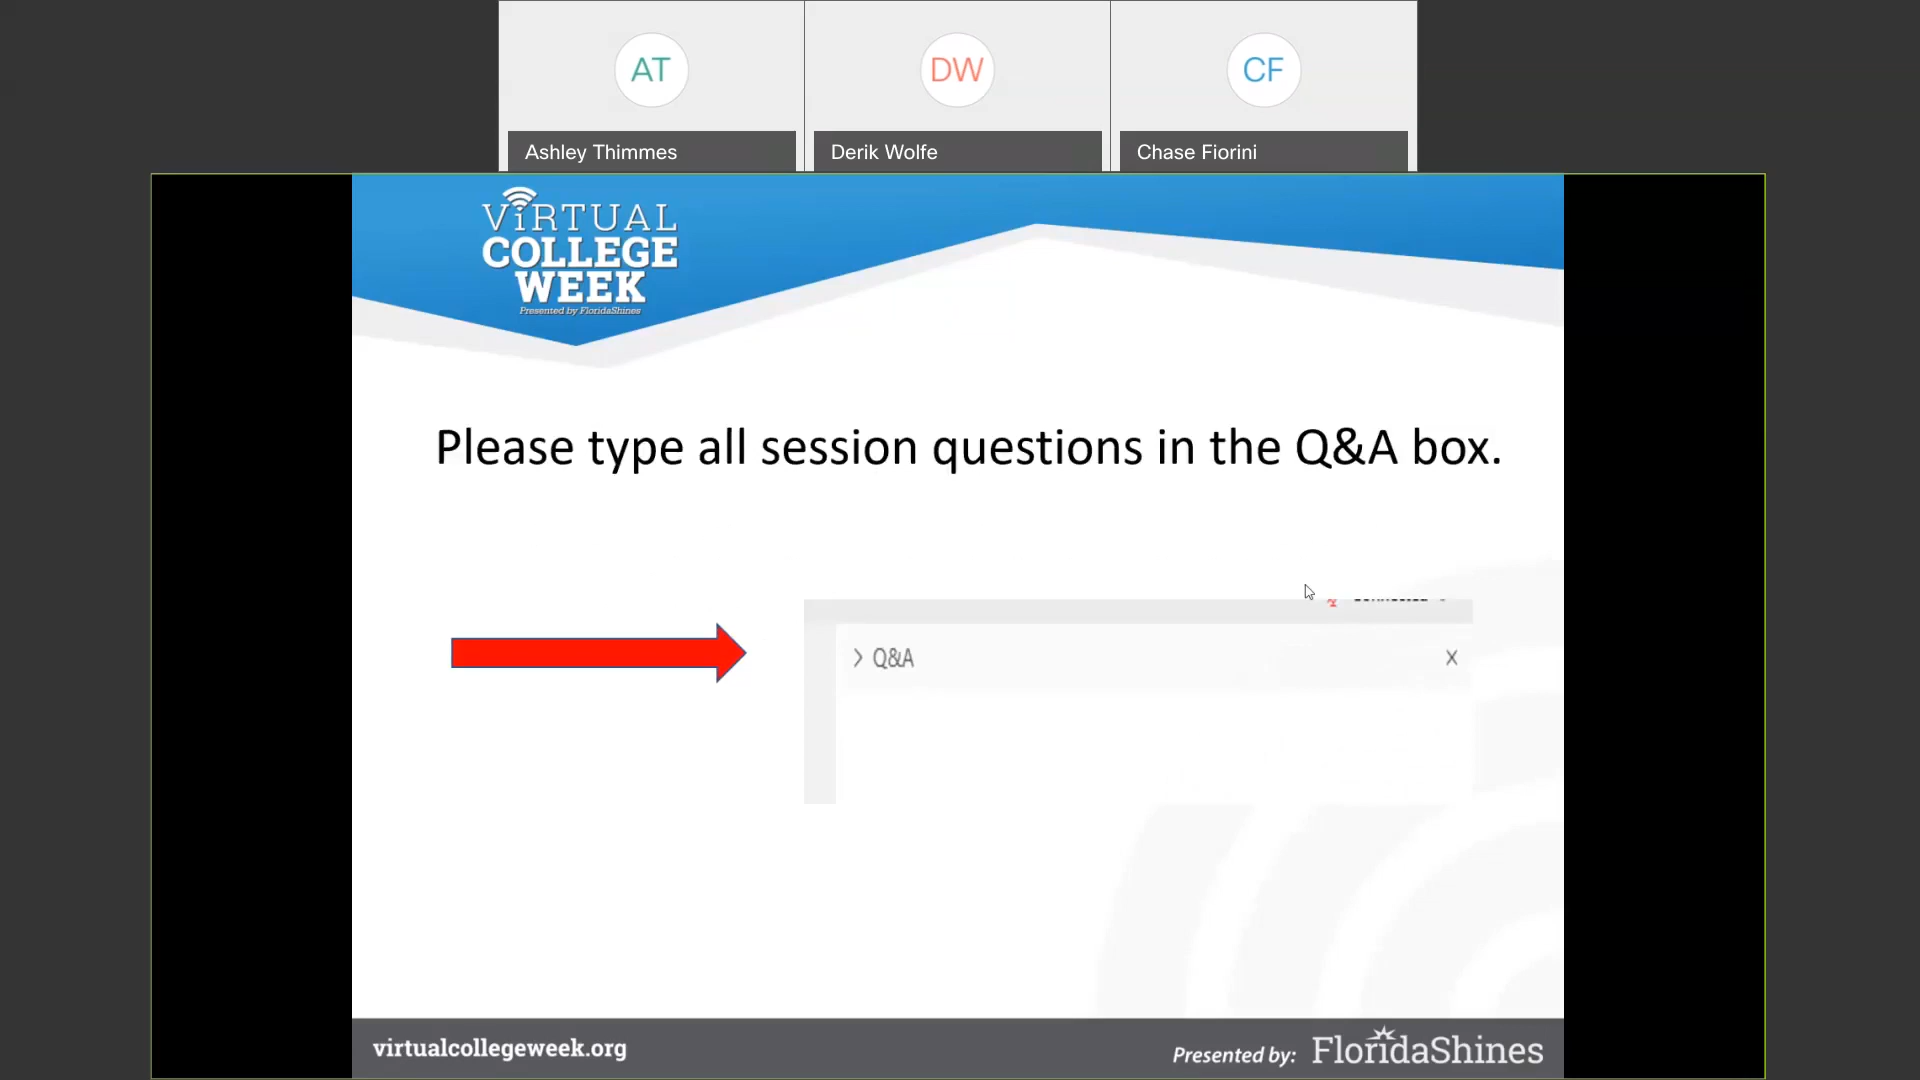 AT
DW
CF
Ashley Thimmes
Derik Wolfe
Chase Fiorini
ViRTUAL
COLLEGE
WEEK
Presented by FloridaShines
Please type all session questions in the Q&A box.
Q&A
X
virtualcollegeweek.org
Presented by: FloridaShines